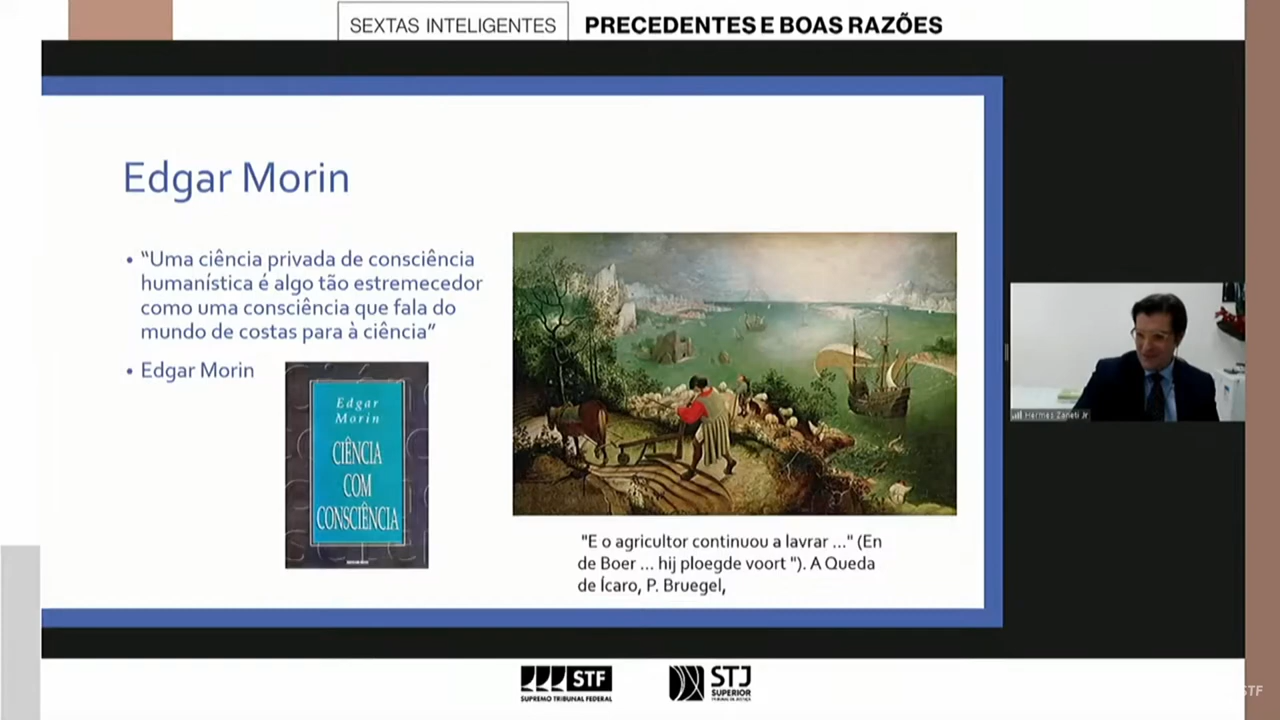 SEXTAS INTELIGENTES
PRECEDENTES E BOAS RAZÕES
Edgar Morin
• “Uma ciência privada de consciência
humanística é algo tão estremecedor
como uma consciência que fala do
mundo de costas para à ciência”
• Edgar Morin
Edgar
Morin
CIÊNCIA
COM
CONSCIÊNCIA
"E o agricultor continuou a lavrar ..." (En
de Boer ... hij ploegde voort "). A Queda
de Ícaro, P. Bruegel,
Hermes Zaneti Jr
STF
SUPREMO TRIBUNAL FEDERAL
STJ
SUPERIOR
TRIBUNAL DE JUSTIÇA
STF